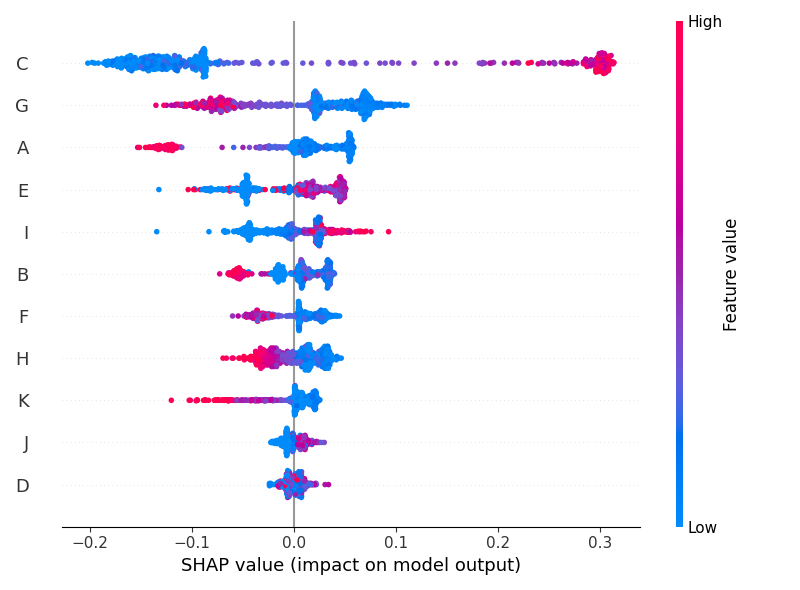 High
C
G
A
E
I
B
F
H
K
J
D
Feature value
Low
−0.2 −0.1 0.0 0.1 0.2 0.3
SHAP value (impact on model output)